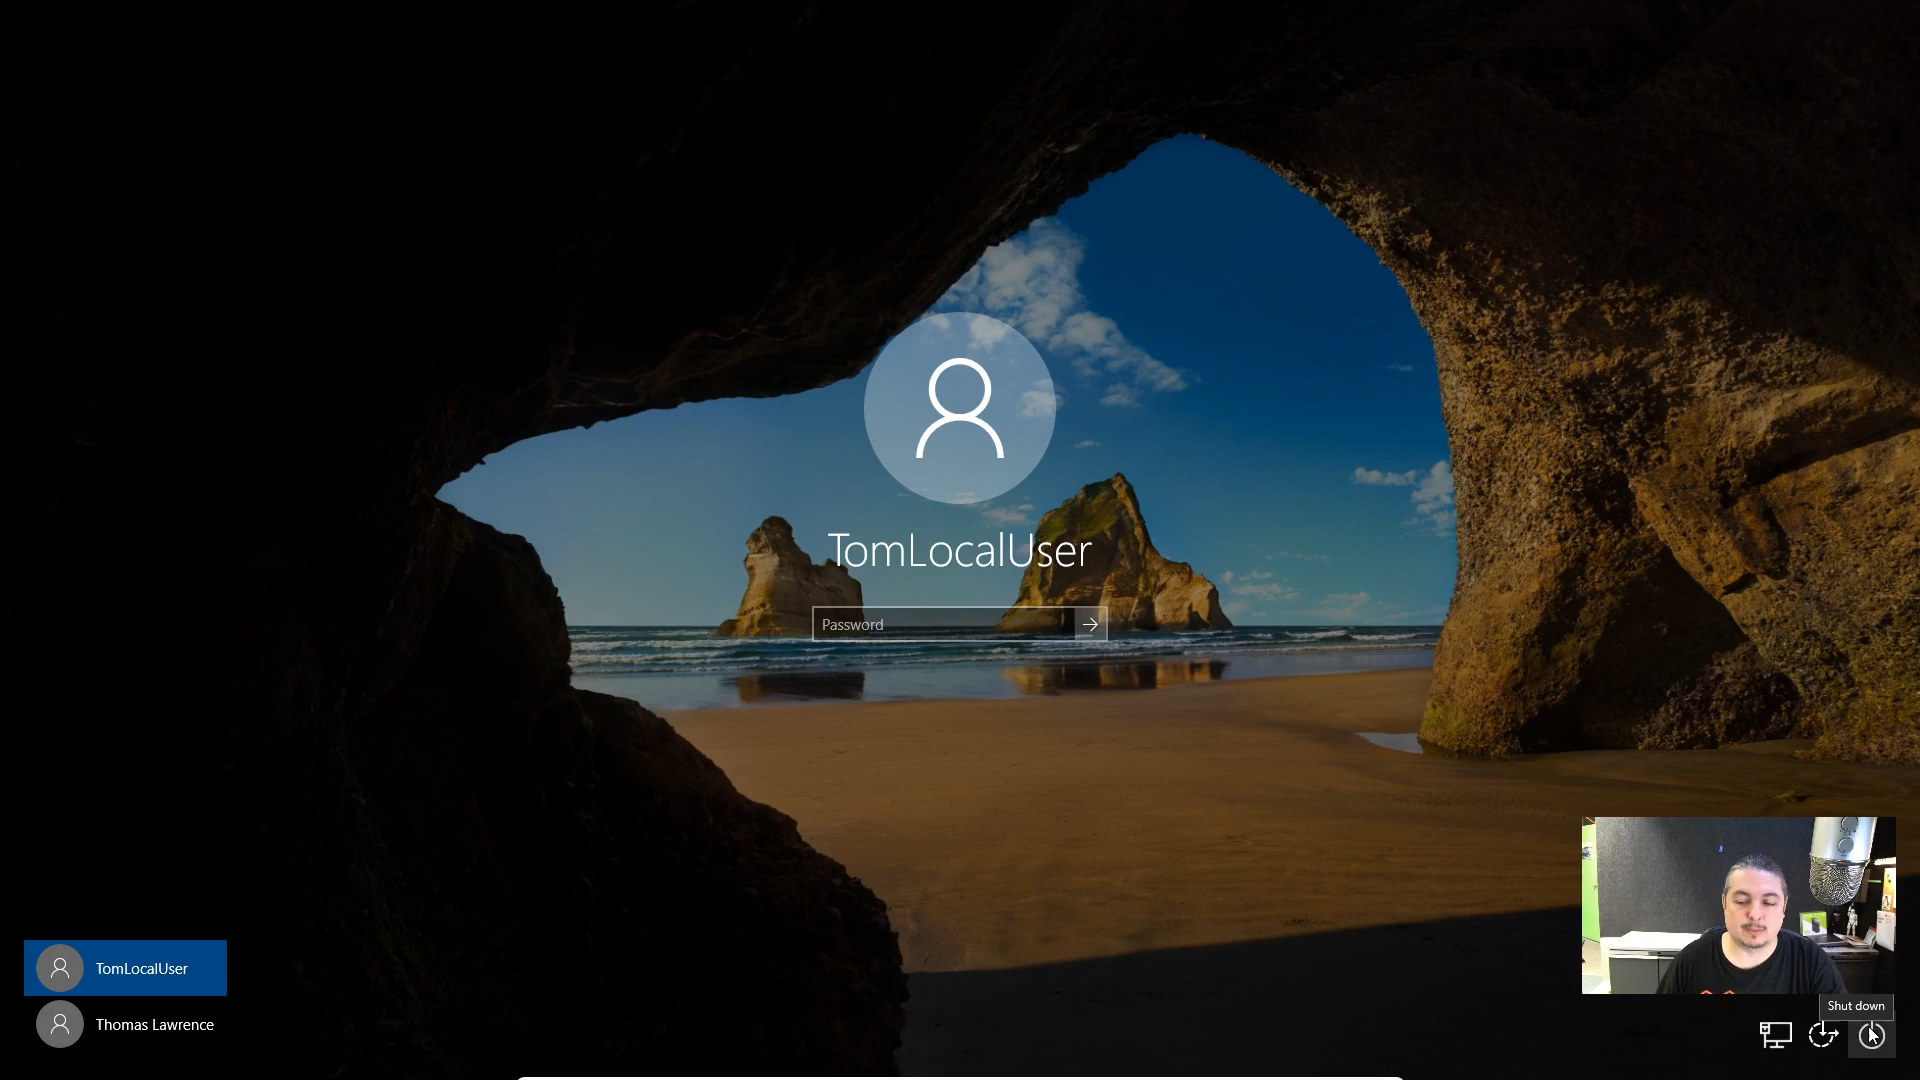 TomLocalUser
Password
TomLocalUser
Thomas Lawrence
Shut down